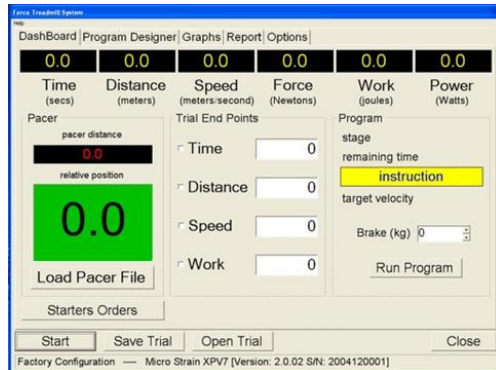 Force Treadmill System
Help
DashBoard Program Designer Graphs Report Options
0.0 0.0 0.0 0.0 0.0 0.0
Time Distance Speed Force Work Power
(secs) (meters) (meters/second) (Newtons) (joules) (Watts)
Pacer
pacer distance
0.0
relative position
0.0
Load Pacer File
Starters Orders
Trial End Points
Time 0
Distance 0
Speed 0
Work 0
Program
stage
remaining time
instruction
target velocity
Brake (kg) 0
Run Program
Start Save Trial Open Trial Close
Factory Configuration ---- Micro Strain XPV7 [Version: 2.0.02 S/N: 2004120001]